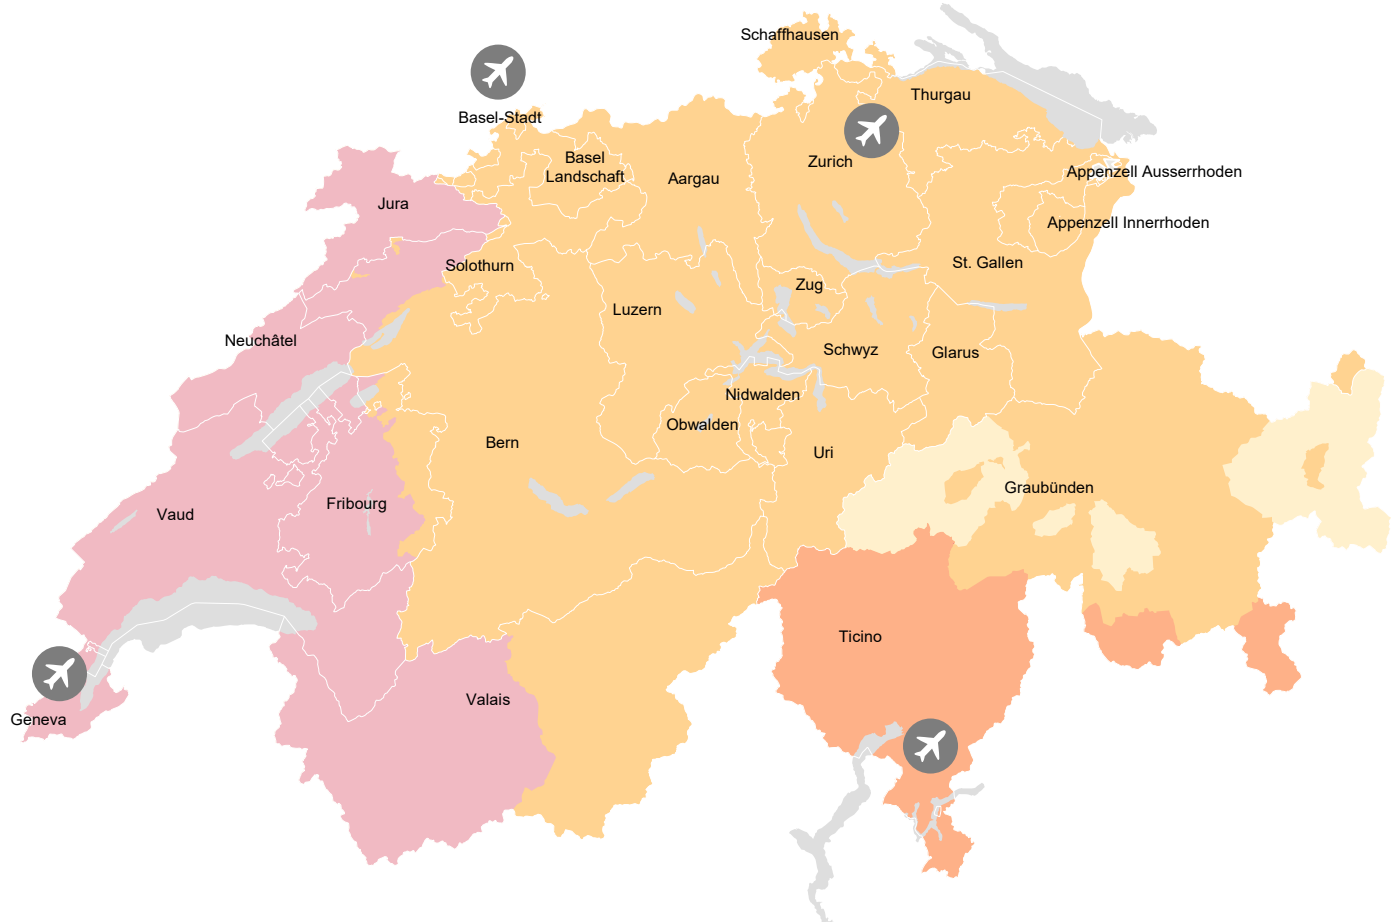 Schaffhausen
Thurgau
Basel-Stadt
Basel
Landschaft
Zurich
Aargau
Appenzell Ausserrhoden
Jura
Appenzell Innerrhoden
Solothurn
St. Gallen
Zug
Luzern
Neuchâtel
Schwyz
Glarus
Nidwalden
Obwalden
Bern
Uri
Graubünden
Fribourg
Vaud
Ticino
Valais
Geneva